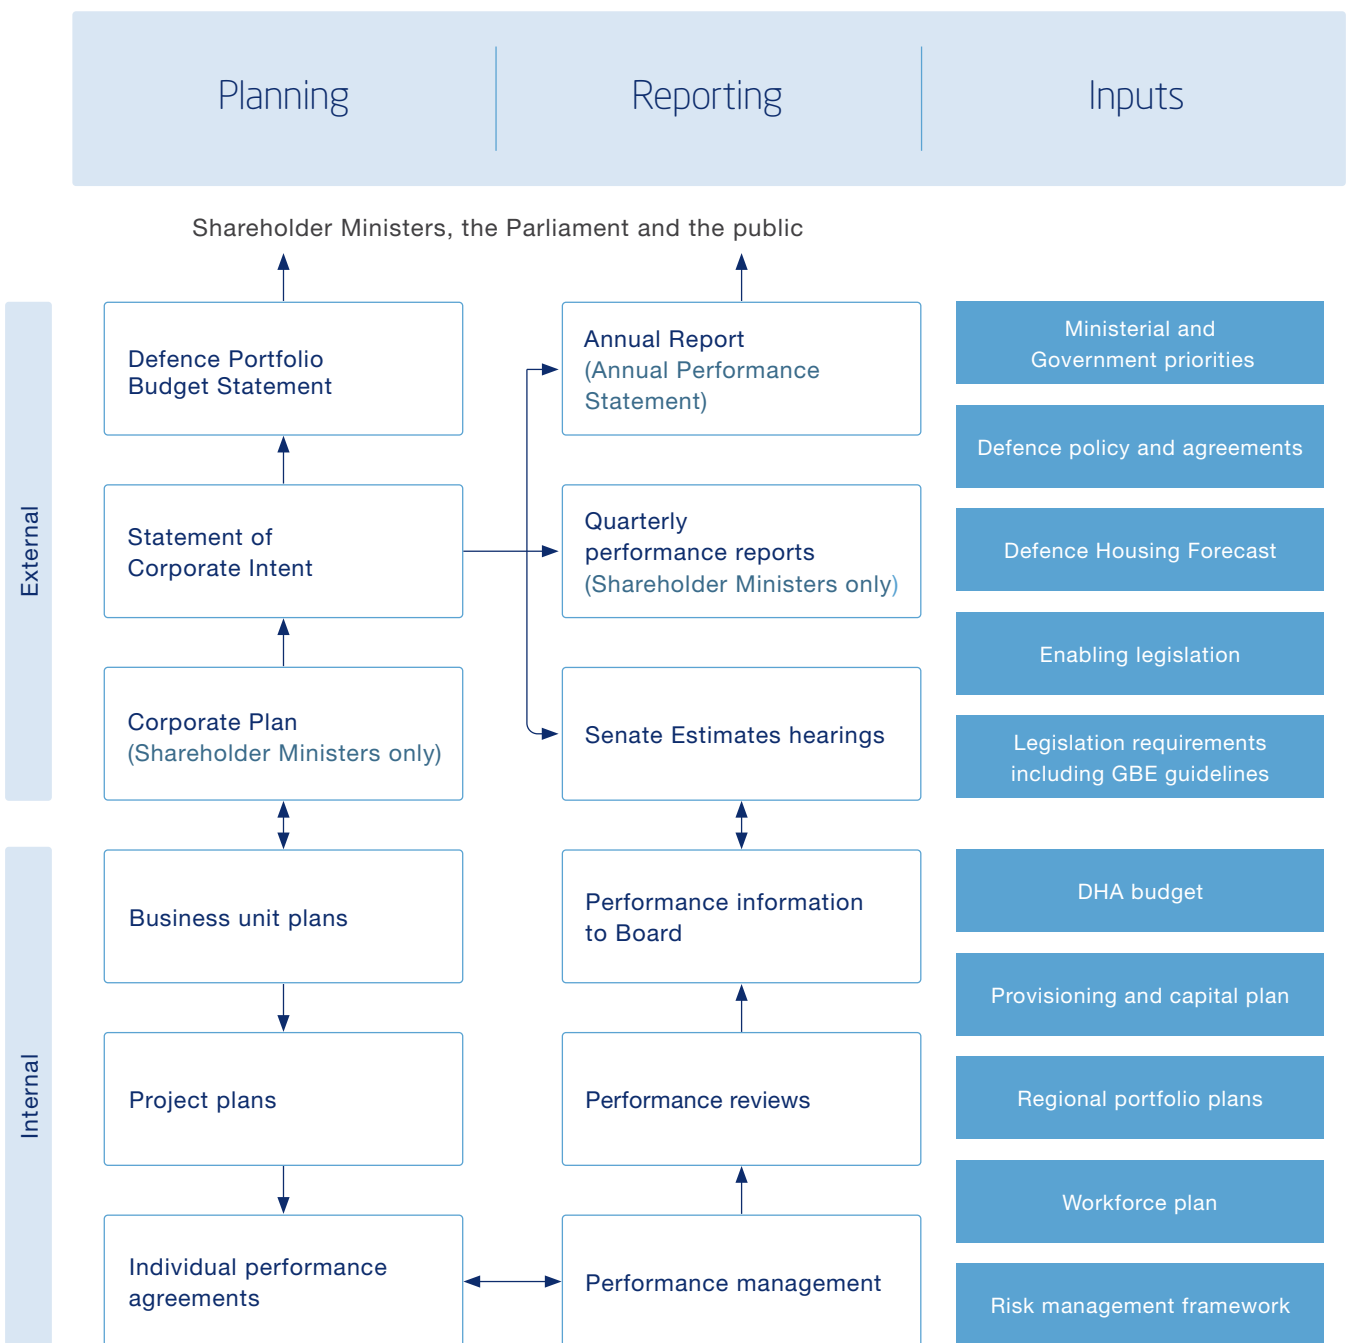 Planning
Reporting
Inputs
Shareholder Ministers, the Parliament and the public
External
Defence Portfolio
Budget Statement
Annual Report
(Annual Performance
Statement)
Ministerial and
Government priorities
Defence policy and agreements
Statement of
Corporate Intent
Quarterly
performance reports
(Shareholder Ministers only)
Defence Housing Forecast
Enabling legislation
Corporate Plan
(Shareholder Ministers only)
Senate Estimates hearings
Legislation requirements
including GBE guidelines
Internal
Business unit plans
Performance information
to Board
DHA budget
Provisioning and capital plan
Project plans
Performance reviews
Regional portfolio plans
Workforce plan
Individual performance
agreements
Performance management
Risk management framework